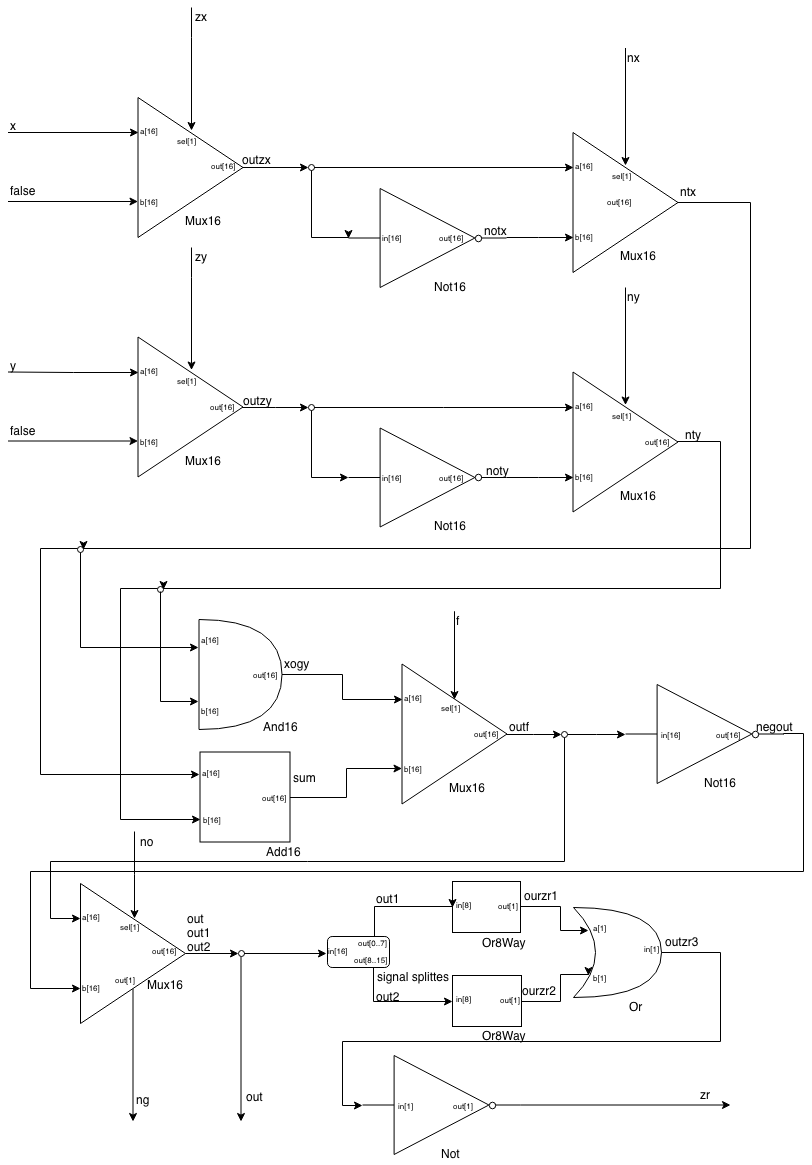 zx
nx
x
a[16]
sel[1]
out[16]
outzx
a[16]
sel[1]
ntx
false
b[16]
out[16]
Mux16
in[16]
out[16]
notx
b[16]
Mux16
zy
Not16
ny
y
a[16]
sel[1]
out[16]
outzy
a[16]
sel[1]
nty
false
b[16]
out[16]
Mux16
in[16]
out[16]
noty
b[16]
Mux16
Not16
f
a[16]
out[16]
xogy
a[16]
sel[1]
b[16]
And16
out[16]
outf
in[16]
out[16]
negout
a[16]
sum
b[16]
Not16
out[16]
Mux16
b[16]
Add16
no
a[16]
sel[1]
out
out1
out2
out[16]
out1
in[8]
out[1]
ourzr1
a[1]
in[16]
out[0..7]
out[8..15]
Or8Way
in[1]
outzr3
out[1]
Mux16
b[16]
signal splittes
out2
in[8]
out[1]
ourzr2
b[1]
Or
Or8Way
ng
out
in[1]
out[1]
zr
Not